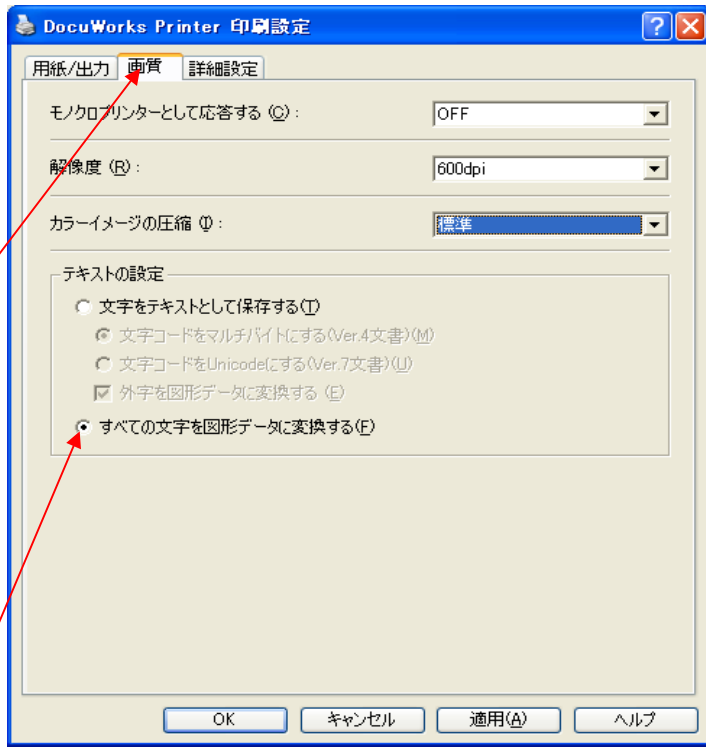 DocuWorks Printer 印刷設定
用紙/出力 画質 詳細設定
モノクロプリンターとして応答する (C) : OFF
解像度 (R) : 600dpi
カラーイメージの圧縮 (I) : 標準
テキストの設定
文字をテキストとして保存する(T)
文字コードをマルチバイトにする(Ver.4文書)(M)
文字コードをUnicodeにする(Ver.7文書)(U)
外字を図形データに変換する (E)
すべての文字を図形データに変換する(F)
OK キャンセル 適用(A) ヘルプ